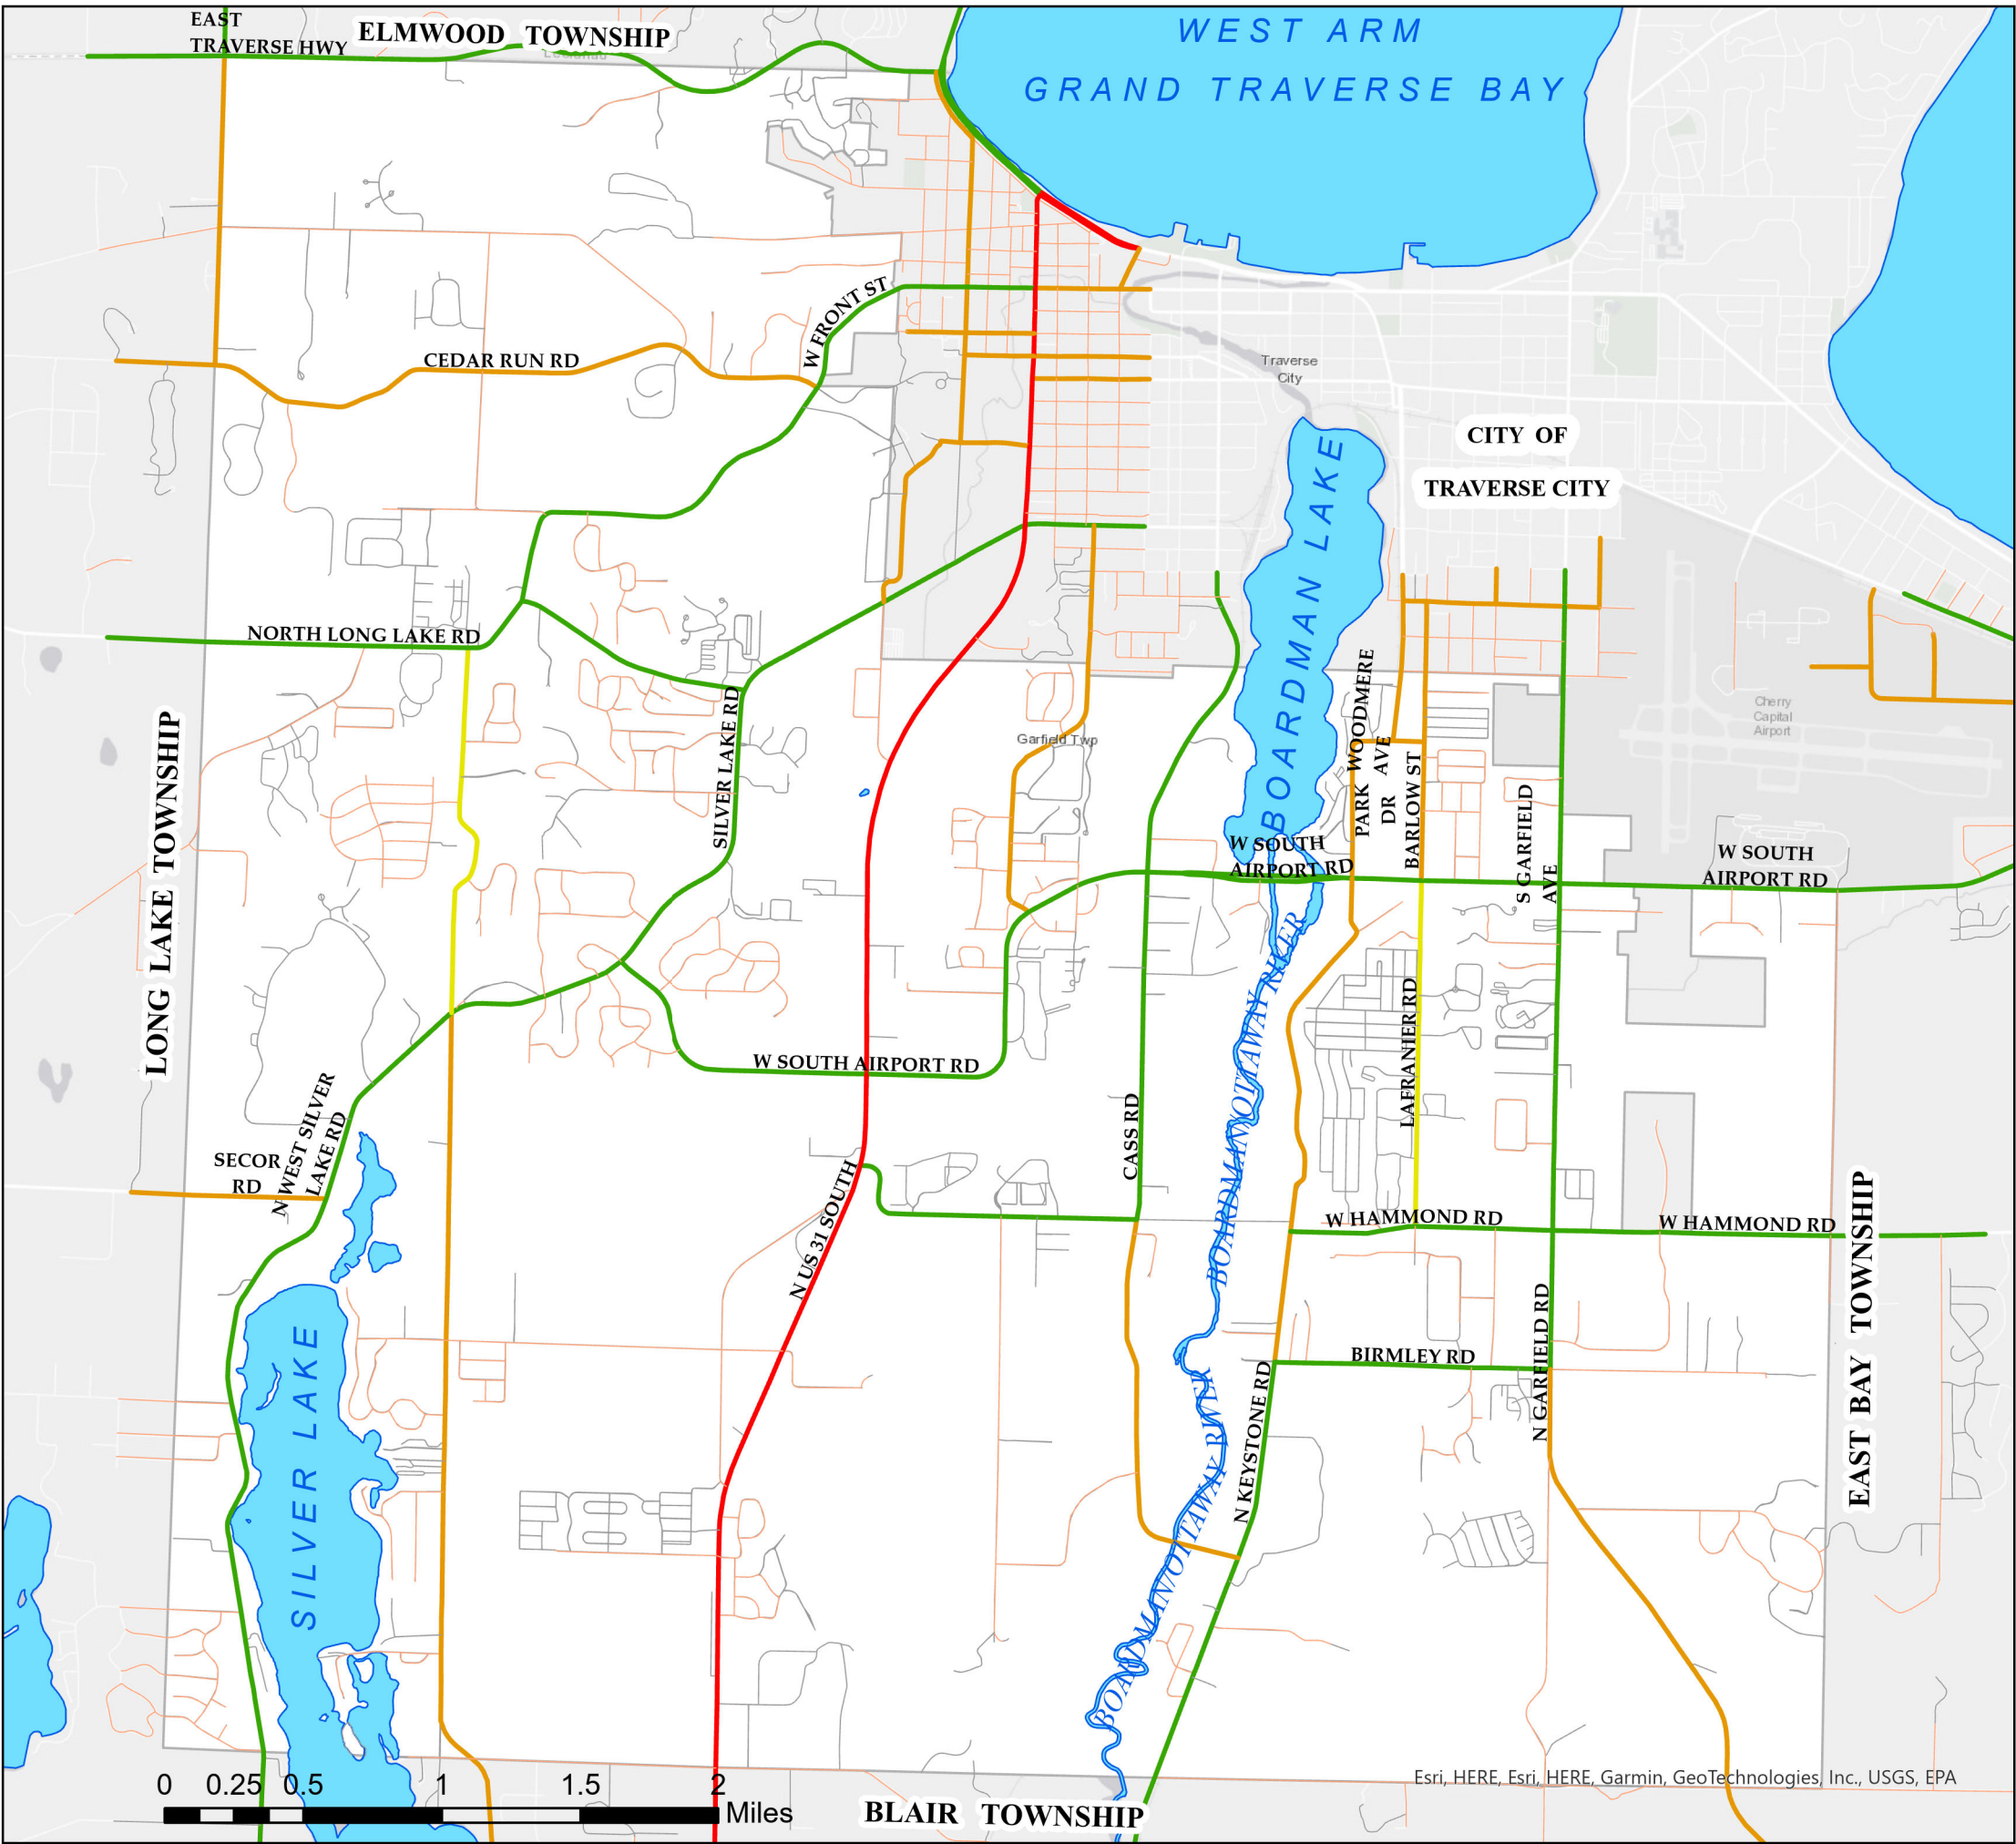 EAST
TRAVERSE HWY
ELMWOOD TOWNSHIP
WEST ARM
GRAND TRAVERSE BAY
W FRONT ST
CEDAR RUN RD
Traverse
City
CITY OF
TRAVERSE CITY
BOARDMAN LAKE
NORTH LONG LAKE RD
SILVER LAKE RD
Garfield Twp
WOODMERE
AVE
PARK
DR
BARLOW ST
Cherry
Capital
Airport
LONG LAKE TOWNSHIP
W SOUTH
AIRPORT RD
S GARFIELD
AVE
W SOUTH
AIRPORT RD
BOARDMAN/OTTAWAY RIVER
LAFRANIER RD
W SOUTH AIRPORT RD
CASS RD
N WEST SILVER
LAKE RD
SECOR
RD
N US 31 SOUTH
W HAMMOND RD
W HAMMOND RD
EAST BAY TOWNSHIP
SILVER LAKE
BIRMLEY RD
N GARFIELD RD
N KEYSTONE RD
BOARDMAN/OTTAWAY RIVER
BOARDMAN/OTTAWAY RIVER
Esri, HERE, Esri, HERE, Garmin, GeoTechnologies, Inc., USGS, EPA
0 0.25 0.5 1 1.5 2
Miles
BLAIR TOWNSHIP